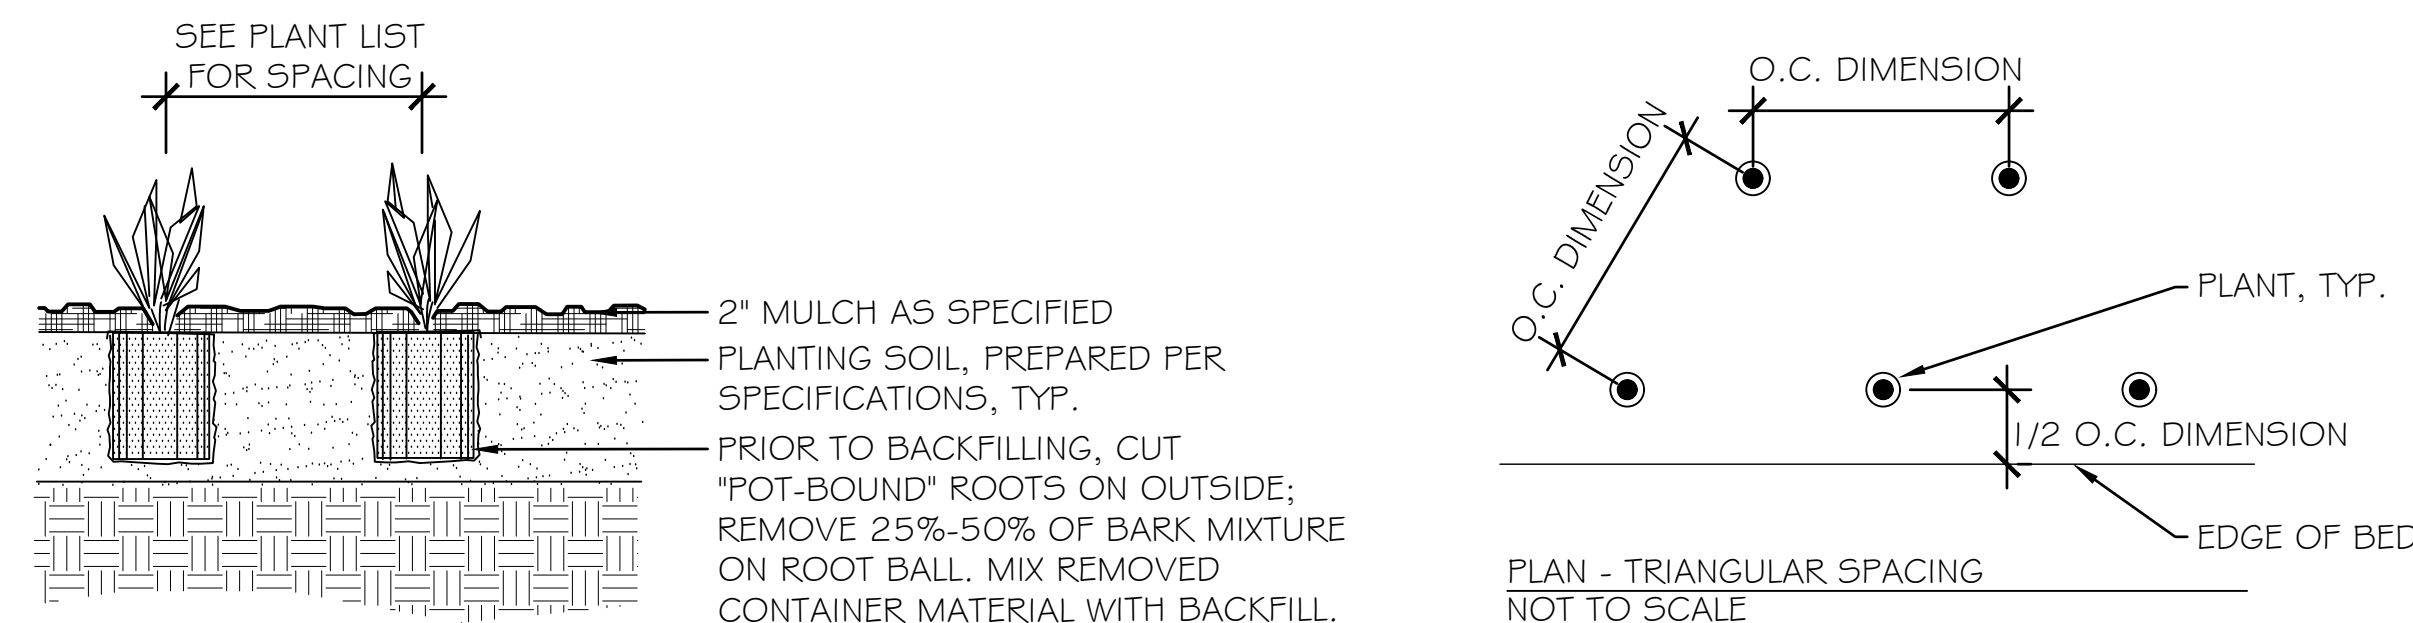 SEE PLANT LIST
FOR SPACING
2" MULCH AS SPECIFIED
PLANTING SOIL, PREPARED PER
SPECIFICATIONS, TYP.
PRIOR TO BACKFILLING, CUT
"POT-BOUND" ROOTS ON OUTSIDE;
REMOVE 25%-50% OF BARK MIXTURE
ON ROOT BALL. MIX REMOVED
CONTAINER MATERIAL WITH BACKFILL.
O.C. DIMENSION
O.C. DIMENSION
PLANT, TYP.
1/2 O.C. DIMENSION
EDGE OF BED
PLAN - TRIANGULAR SPACING
NOT TO SCALE